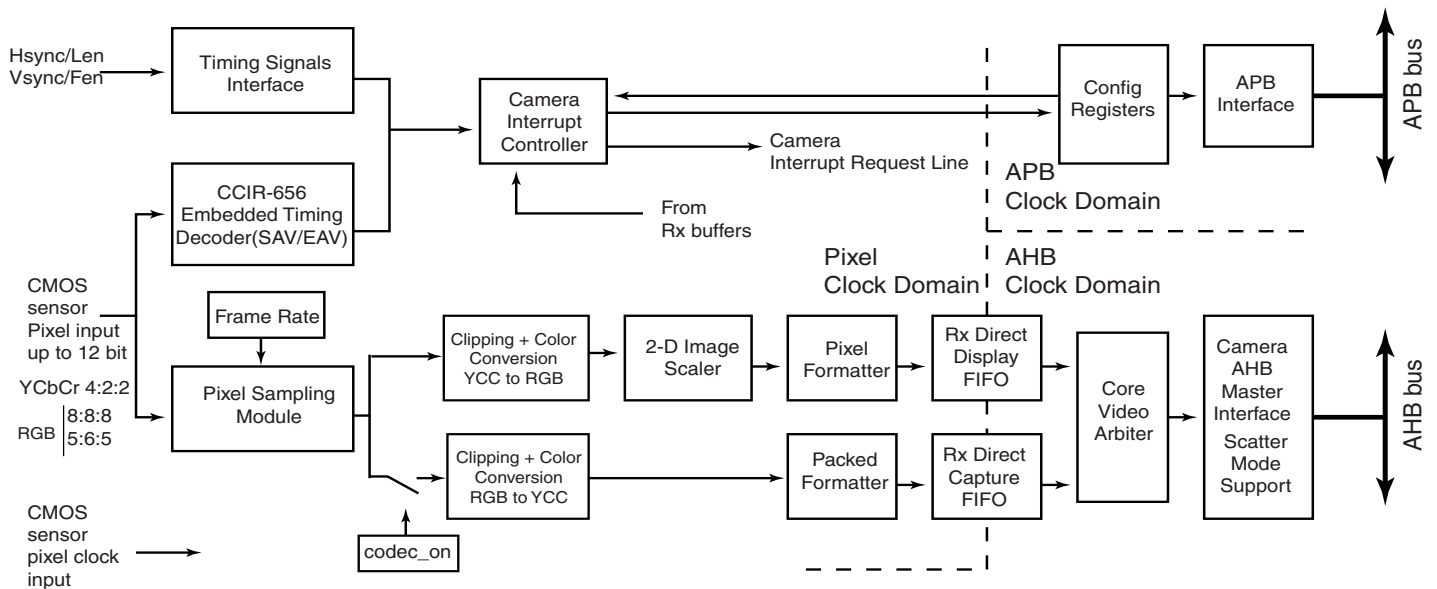 Hsync/Len
Vsync/Fen
Timing Signals
Interface
CCIR-656
Embedded Timing
Decoder(SAV/EAV)
Camera
Interrupt
Controller
Camera
Interrupt Request Line
From
Rx buffers
Config
Registers
APB
Interface
APB bus
APB
Clock Domain
Pixel
Clock Domain
AHB
Clock Domain
CMOS
sensor
Pixel input
up to 12 bit
YCbCr 4:2:2
RGB
8:8:8
5:6:5
Frame Rate
Pixel Sampling
Module
Clipping + Color
Conversion
YCC to RGB
2-D Image
Scaler
Pixel
Formatter
Rx Direct
Display
FIFO
Clipping + Color
Conversion
RGB to YCC
Packed
Formatter
Rx Direct
Capture
FIFO
Core
Video
Arbiter
Camera
AHB
Master
Interface
Scatter
Mode
Support
AHB bus
codec_on
CMOS
sensor
pixel clock
input